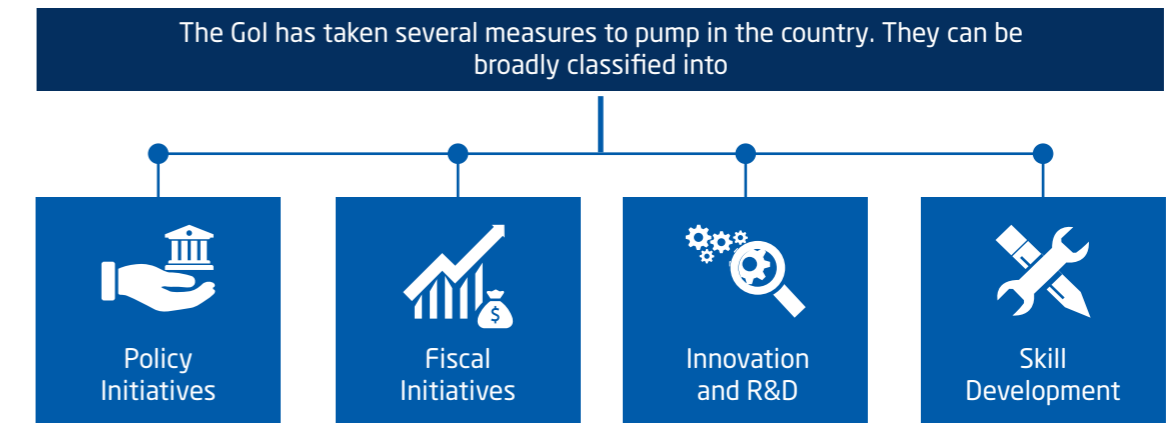 The GoI has taken several measures to pump in the country. They can be
broadly classified into
Policy
Initiatives
Fiscal
Initiatives
Innovation
and R&D
Skill
Development
$